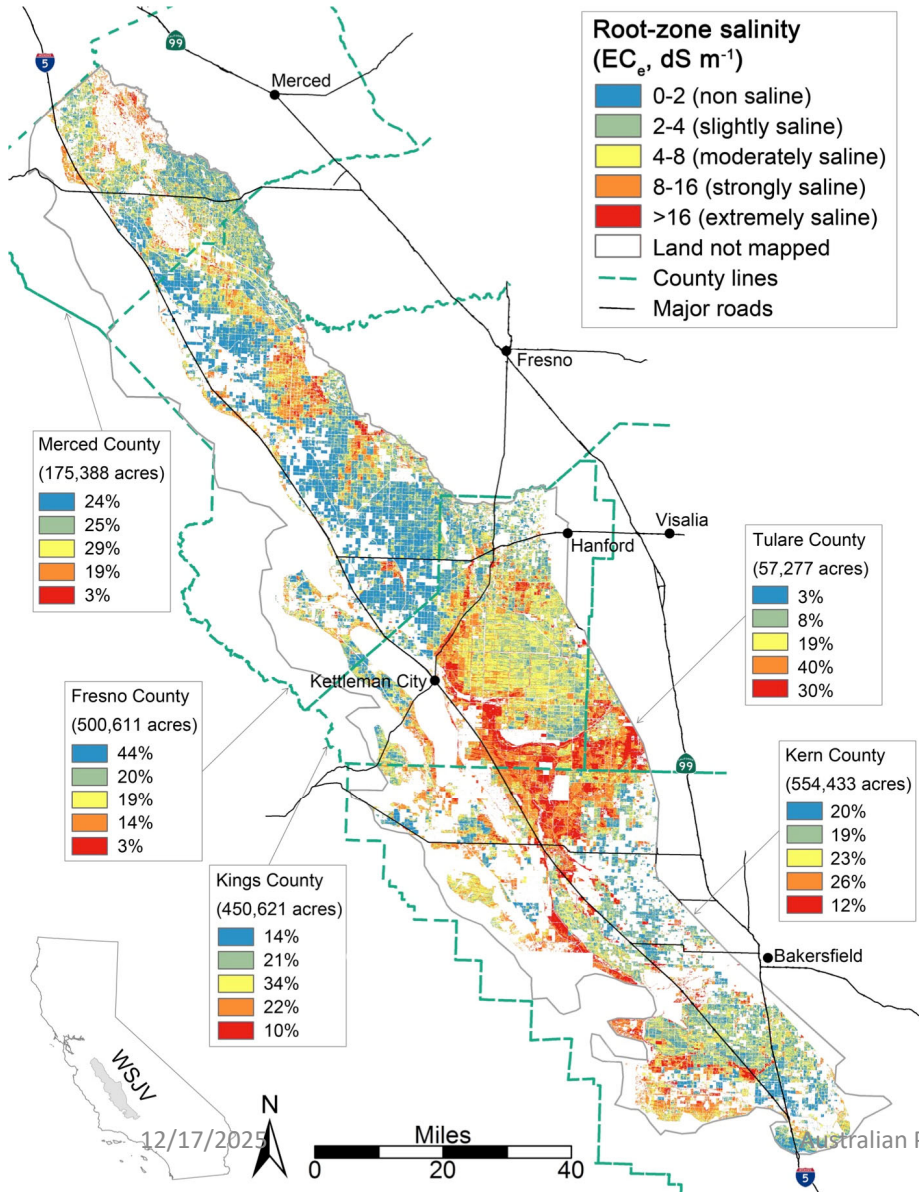 99
5
Merced
Root-zone salinity
(ECe, dS m-1)
0-2 (non saline)
2-4 (slightly saline)
4-8 (moderately saline)
8-16 (strongly saline)
>16 (extremely saline)
Land not mapped
County lines
Major roads
Fresno
Merced County
(175,388 acres)
24%
25%
29%
19%
3%
Visalia
Hanford
Tulare County
(57,277 acres)
3%
8%
19%
40%
30%
Kettleman City
Fresno County
(500,611 acres)
44%
20%
19%
14%
3%
99
Kern County
(554,433 acres)
20%
19%
23%
26%
12%
Kings County
(450,621 acres)
14%
21%
34%
22%
10%
Bakersfield
WSJV
N
Miles
0 20 40
12/17/2025
Australian
5